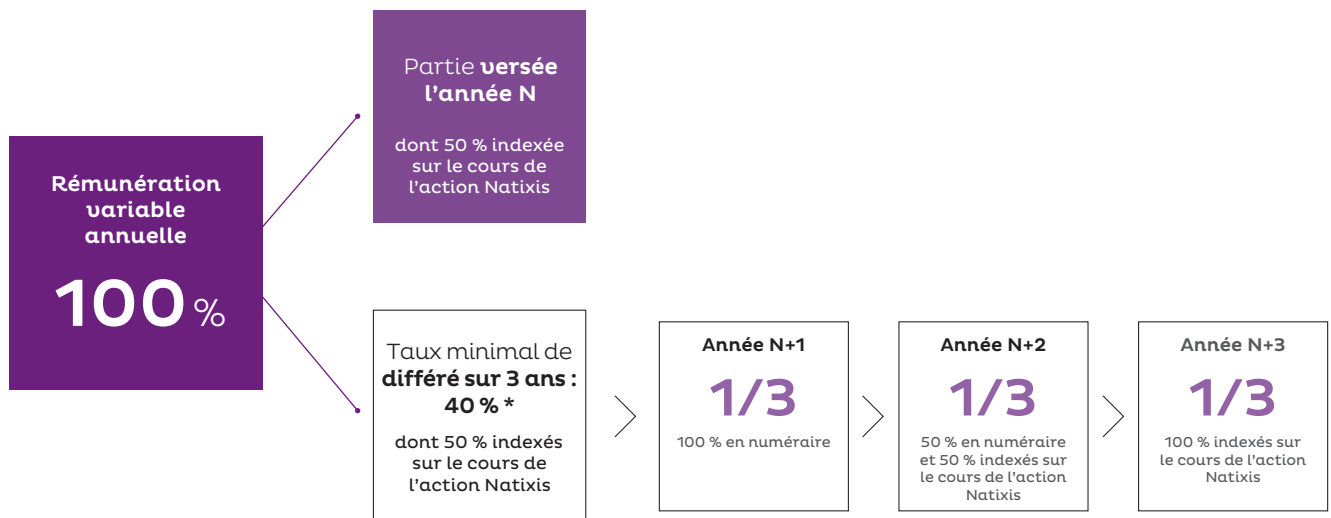 Rémunération
variable
annuelle
100 %
Partie versée
l'année N
dont 50 % indexée
sur le cours de
l'action Natixis
Taux minimal de
différé sur 3 ans :
40 % *
dont 50 % indexés
sur le cours de
l'action Natixis
Année N+1
1/3
100 % en numéraire
Année N+2
1/3
50 % en numéraire
et 50 % indexés sur
le cours de l'action
Natixis
Année N+3
1/3
100 % indexés sur
le cours de l'action
Natixis